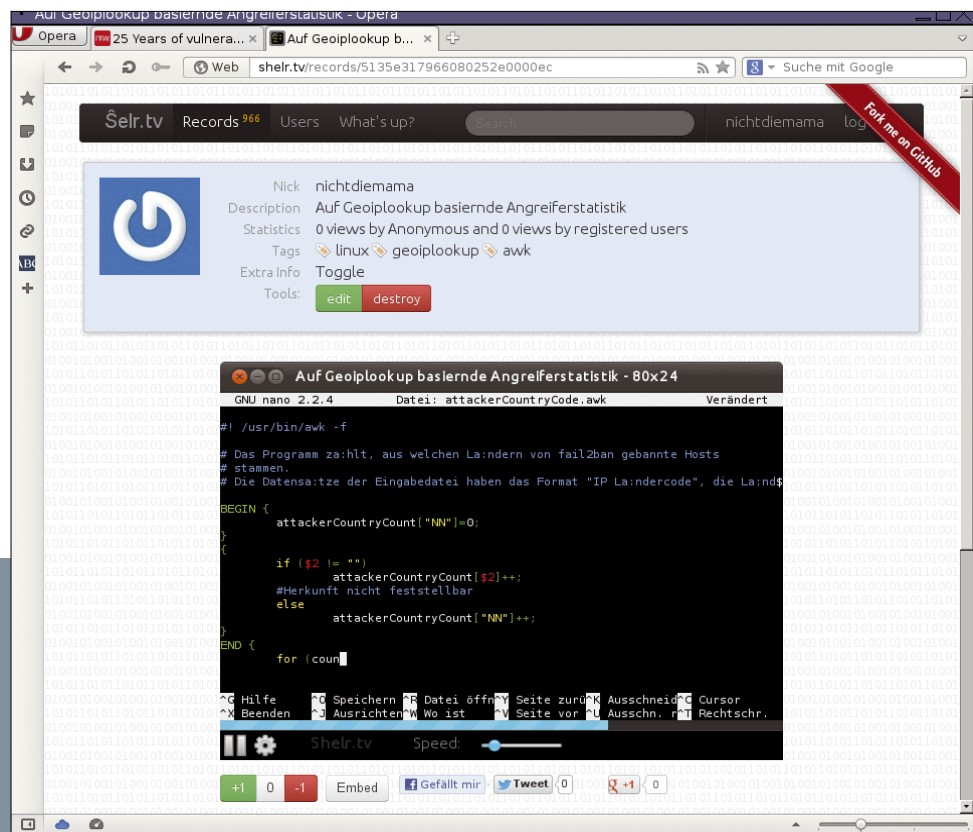 Auf Geoiplookup basiernde Angreiferstatistik - Opera
Opera
25 Years of vulnera...
Auf Geoiplookup b...
Web shelr.tv/records/5135e317966080252e0000ec
Suche mit Google
Ŝelr.tv Records 966 Users What's up? Search nichtdiemama
Fork me on GitHub
Nick nichtdiemama
Description Auf Geoiplookup basiernde Angreiferstatistik
Statistics 0 views by Anonymous and 0 views by registered users
Tags linux geoiplookup awk
Extra Info Toggle
Tools: edit destroy
Auf Geoiplookup basiernde Angreiferstatistik - 80x24
GNU nano 2.2.4 Datei: attackerCountryCode.awk Verändert
#! /usr/bin/awk -f
# Das Programm za:hlt, aus welchen La:ndern von fail2ban gebannte Hosts
# stammen.
# Die Datensa:tze der Eingabedatei haben das Format "IP La:ndercode", die La:nd$
BEGIN {
attackerCountryCount["NN"]=0;
}
{
if ($2 != "")
attackerCountryCount[$2]++;
#Herkunft nicht feststellbar
else
attackerCountryCount["NN"]++;
}
END {
for (coun
^G Hilfe ^O Speichern ^R Datei öffn^Y Seite zurü^K Ausschneid^C Cursor
^X Beenden ^J Ausrichten^W Wo ist ^V Seite vor ^U Ausschn. r^T Rechtschr.
Shelr.tv Speed:
+1 0 -1 Embed Gefällt mir Tweet 0 +1 0